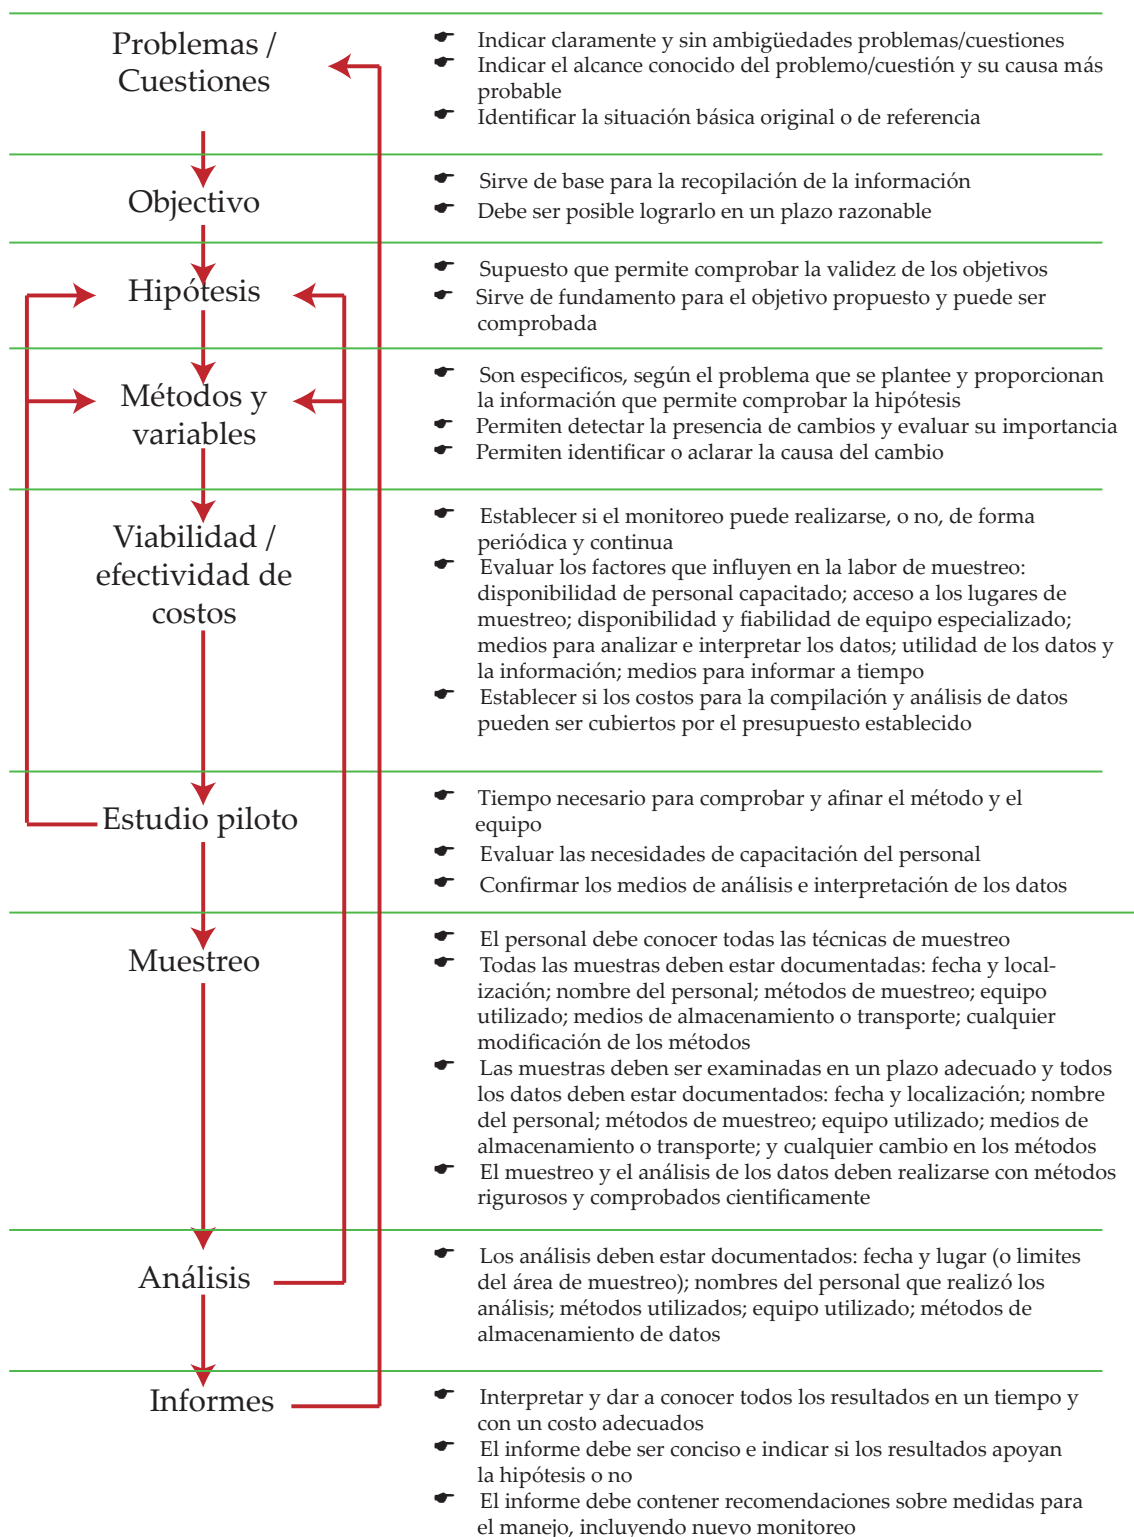 Problemas /
Cuestiones
Indicar claramente y sin ambigüedades problemas/cuestiones
Indicar el alcance conocido del problemo/cuestión y su causa más
probable
Identificar la situación básica original o de referencia
Objectivo
Sirve de base para la recopilación de la información
Debe ser posible lograrlo en un plazo razonable
Hipótesis
Supuesto que permite comprobar la validez de los objetivos
Sirve de fundamento para el objetivo propuesto y puede ser
comprobada
Métodos y
variables
Son especificos, según el problema que se plantee y proporcionan
la información que permite comprobar la hipótesis
Permiten detectar la presencia de cambios y evaluar su importancia
Permiten identificar o aclarar la causa del cambio
Viabilidad /
efectividad de
costos
Establecer si el monitoreo puede realizarse, o no, de forma
periódica y continua
Evaluar los factores que influyen en la labor de muestreo:
disponibilidad de personal capacitado; acceso a los lugares de
muestreo; disponibilidad y fiabilidad de equipo especializado;
medios para analizar e interpretar los datos; utilidad de los datos y
la información; medios para informar a tiempo
Establecer si los costos para la compilación y análisis de datos
pueden ser cubiertos por el presupuesto establecido
Estudio piloto
Tiempo necesario para comprobar y afinar el método y el
equipo
Evaluar las necesidades de capacitación del personal
Confirmar los medios de análisis e interpretación de los datos
Muestreo
El personal debe conocer todas las técnicas de muestreo
Todas las muestras deben estar documentadas: fecha y local-
ización; nombre del personal; métodos de muestreo; equipo
utilizado; medios de almacenamiento o transporte; cualquier
modificación de los métodos
Las muestras deben ser examinadas en un plazo adecuado y todos
los datos deben estar documentados: fecha y localización; nombre
del personal; métodos de muestreo; equipo utilizado; medios de
almacenamiento o transporte; y cualquier cambio en los métodos
El muestreo y el análisis de los datos deben realizarse con métodos
rigurosos y comprobados cientificamente
Análisis
Los análisis deben estar documentados: fecha y lugar (o limites
del área de muestreo); nombres del personal que realizó los
análisis; métodos utilizados; equipo utilizado; métodos de
almacenamiento de datos
Informes
Interpretar y dar a conocer todos los resultados en un tiempo y
con un costo adecuados
El informe debe ser conciso e indicar si los resultados apoyan
la hipótesis o no
El informe debe contener recomendaciones sobre medidas para
el manejo, incluyendo nuevo monitoreo